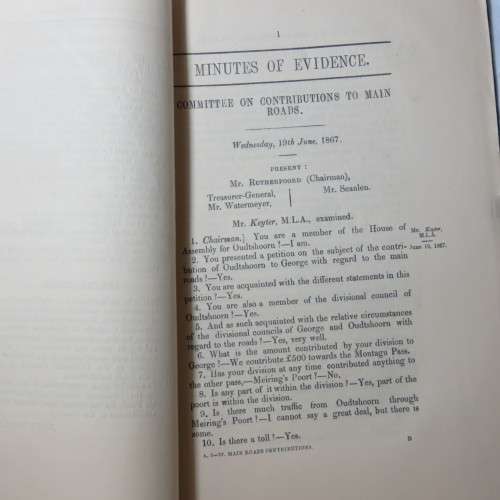 1
MINUTES OF EVIDENCE.
COMMITTEE ON CONTRIBUTIONS TO MAIN
ROADS.
Wednesday, 19th June, 1867.
PRESENT:
Mr. RUTHERFOORD (Chairman),
Treasurer-General, Mr. Scanlen.
Mr. Watermeyer,
Mr. Keyter, M.L.A., examined.
1. Chairman.] You are a member of the House of
Assembly for Oudtshoorn?—I am.
2. You presented a petition on the subject of the contri-
bution of Oudtshoorn to George with regard to the main
roads?—Yes.
3. You are acquainted with the different statements in this
petition?—Yes.
4. You are also a member of the divisional council of
Oudtshoorn?—Yes.
5. And as such acquainted with the relative circumstances
of the divisional councils of George and Oudtshoorn with
regard to the roads?—Yes, very well.
6. What is the amount contributed by your division to
George?—We contribute £500 towards the Montagu Pass.
7. Has your division at any time contributed anything to
the other pass,—Meiring's Poort?—No.
8. Is any part of it within the division?—Yes, part of the
poort is within the division.
9. Is there much traffic from Oudtshoorn through
Meiring's Poort?—I cannot say a great deal, but there is
some.
10. Is there a toll?—Yes.
A. 5—'67. MAIN ROADS CONTRIBUTIONS. B
Mr. Keyter,
M.L.A.
June 19, 1867.